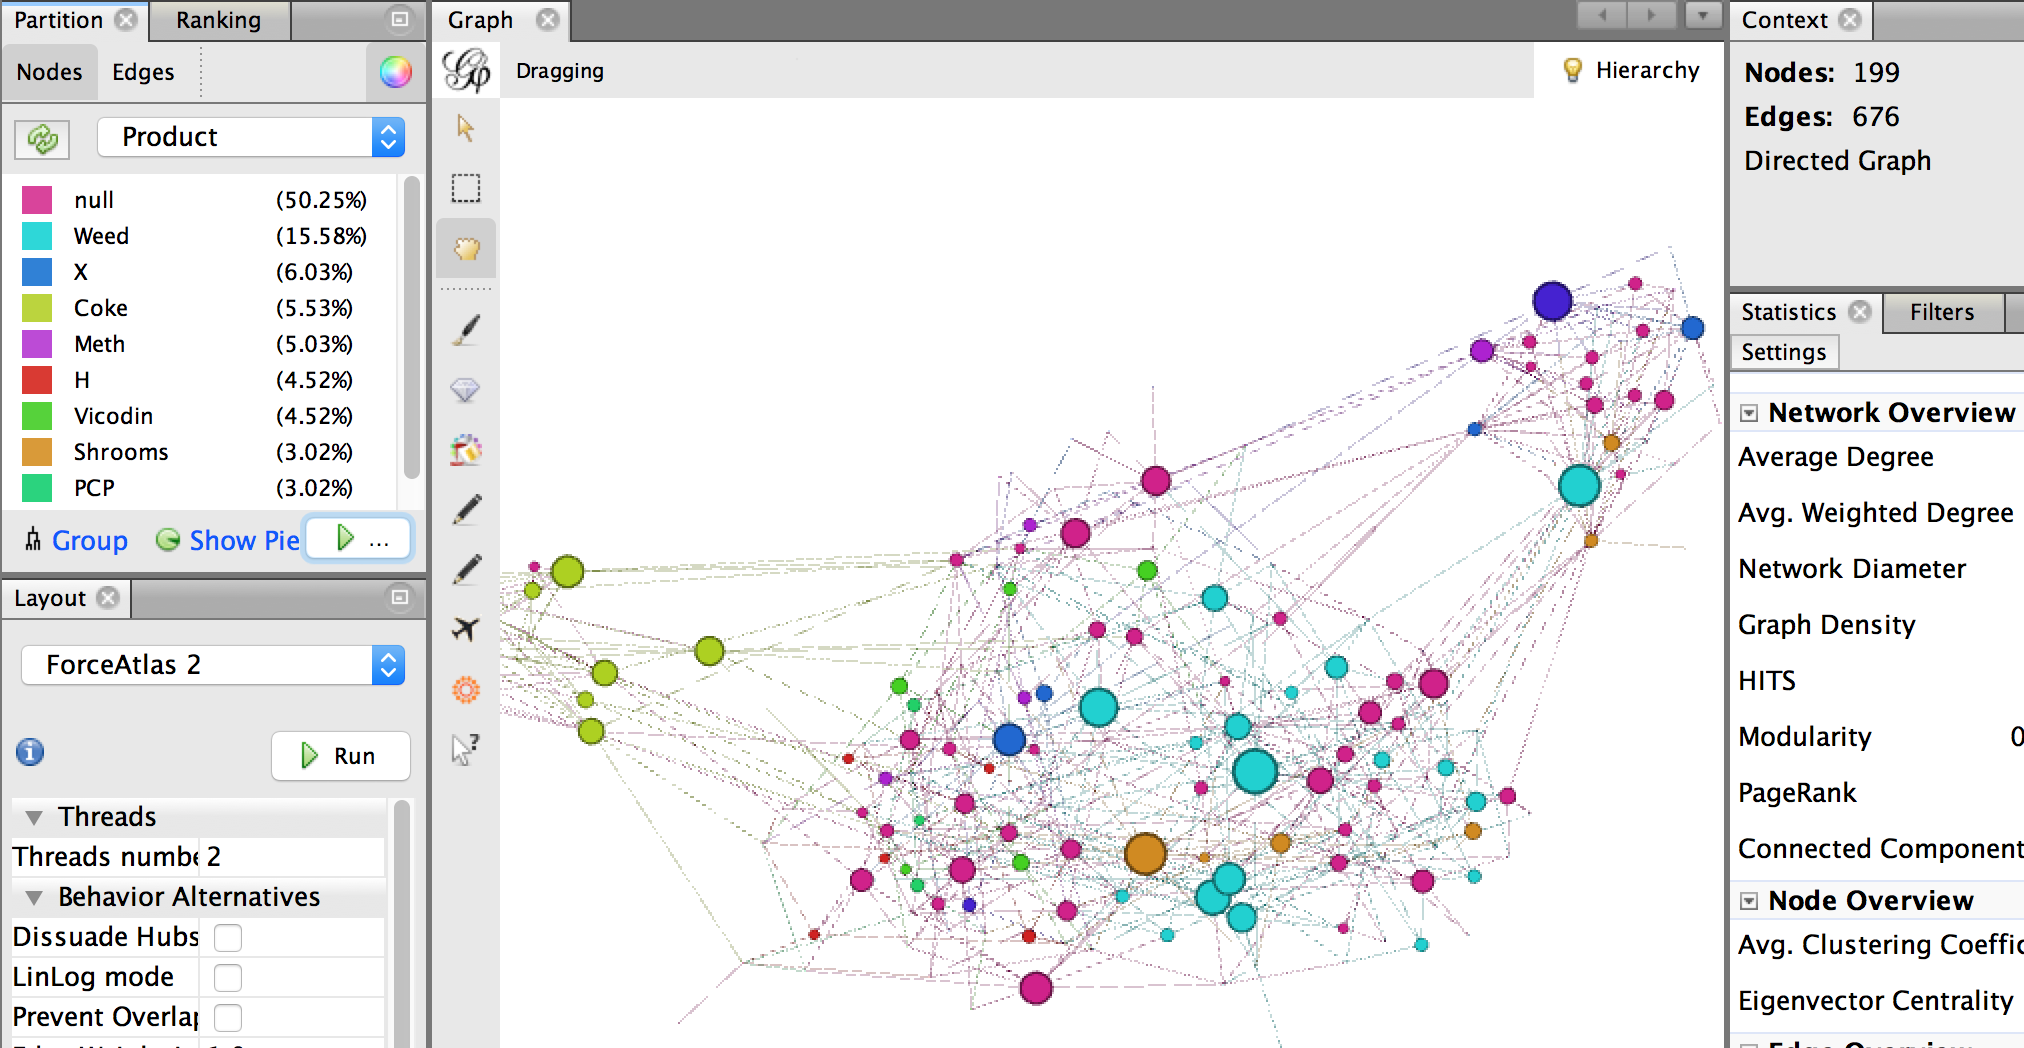 Partition
Ranking
Nodes
Edges
Product
null (50.25%)
Weed (15.58%)
X (6.03%)
Coke (5.53%)
Meth (5.03%)
H (4.52%)
Vicodin (4.52%)
Shrooms (3.02%)
PCP (3.02%)
Group
Show Pie
...
Layout
ForceAtlas 2
Run
Threads
Threads numbe 2
Behavior Alternatives
Dissuade Hubs
LinLog mode
Prevent Overlap
Graph
Dragging
Hierarchy
Context
Nodes: 199
Edges: 676
Directed Graph
Statistics
Filters
Settings
Network Overview
Average Degree
Avg. Weighted Degree
Network Diameter
Graph Density
HITS
Modularity 0
PageRank
Connected Component
Node Overview
Avg. Clustering Coeffic
Eigenvector Centrality